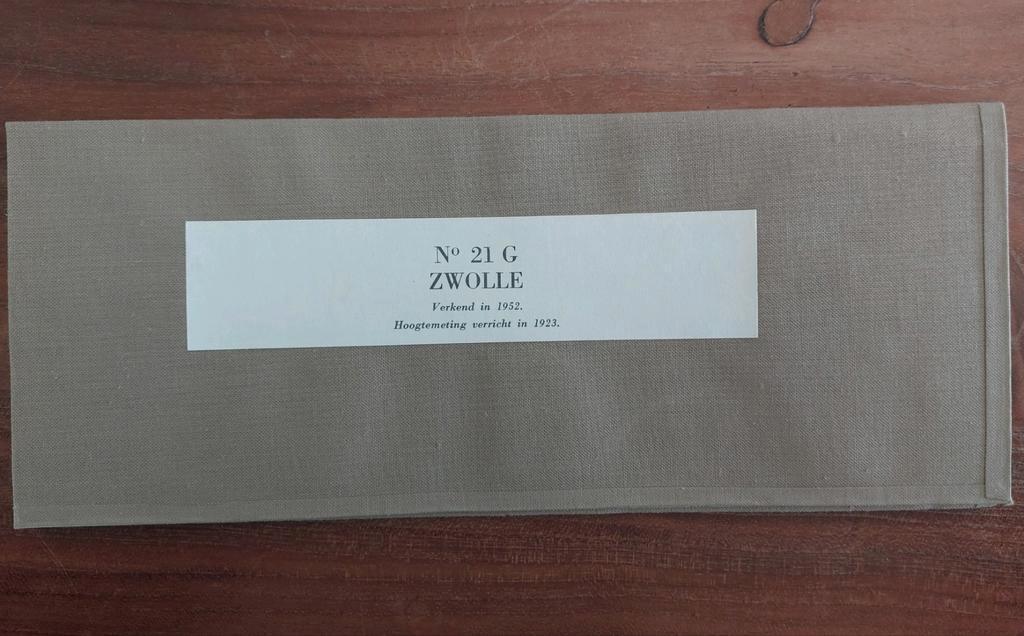 Nº 21 G
ZWOLLE
Verkend in 1952.
Hoogtemeting verricht in 1923.